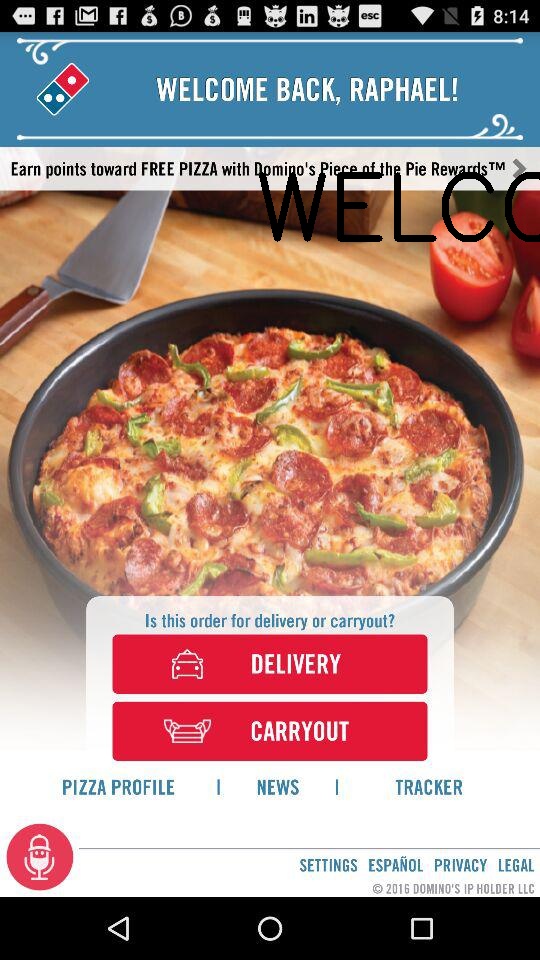 esc 8:14
WELCOME BACK, RAPHAEL!
Earn points toward FREE PIZZA with Domino's Piece of the Pie Rewards™
WELCO
Is this order for delivery or carryout?
DELIVERY
CARRYOUT
PIZZA PROFILE | NEWS | TRACKER
SETTINGS ESPAÑOL PRIVACY LEGAL
© 2016 DOMINO'S IP HOLDER LLC